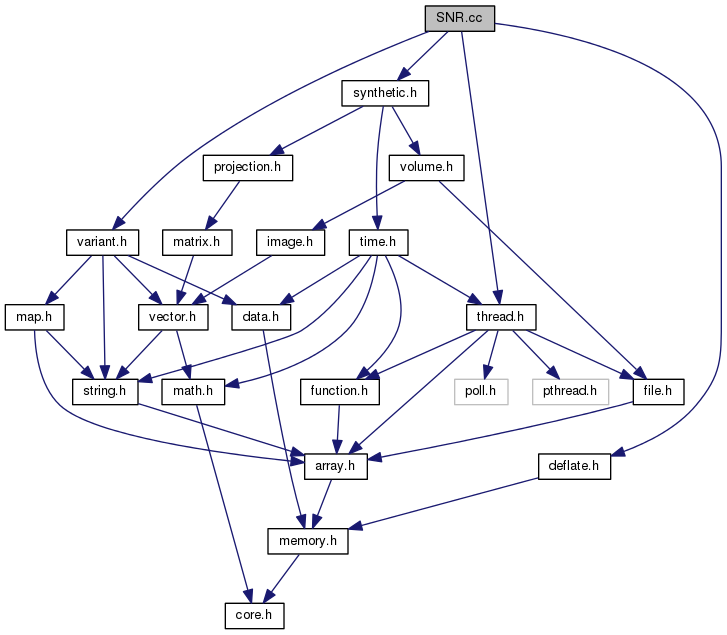 SNR.cc
synthetic.h
projection.h
volume.h
variant.h
matrix.h
image.h
time.h
map.h
vector.h
data.h
thread.h
string.h
math.h
function.h
poll.h
pthread.h
file.h
array.h
deflate.h
memory.h
core.h